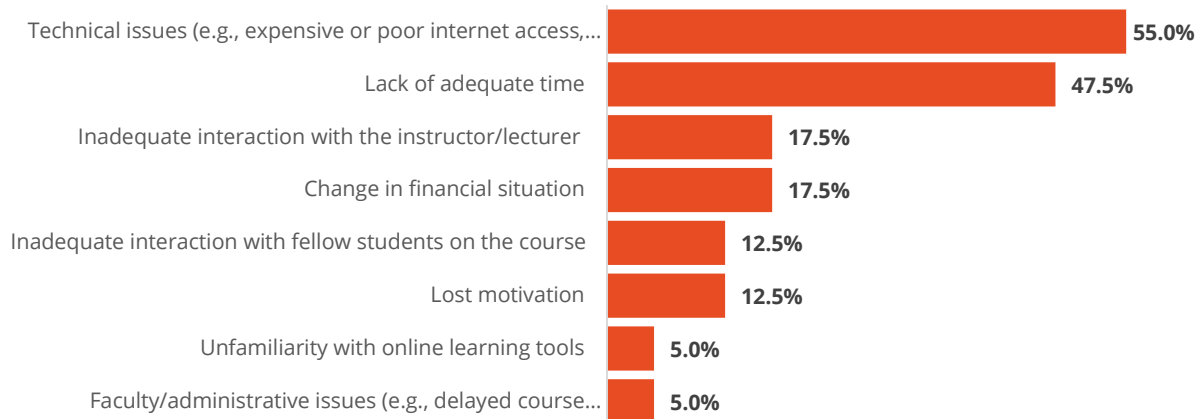 Technical issues (e.g., expensive or poor internet access,... 55.0%
Lack of adequate time 47.5%
Inadequate interaction with the instructor/lecturer 17.5%
Change in financial situation 17.5%
Inadequate interaction with fellow students on the course 12.5%
Lost motivation 12.5%
Unfamiliarity with online learning tools 5.0%
Faculty/administrative issues (e.g., delayed course... 5.0%